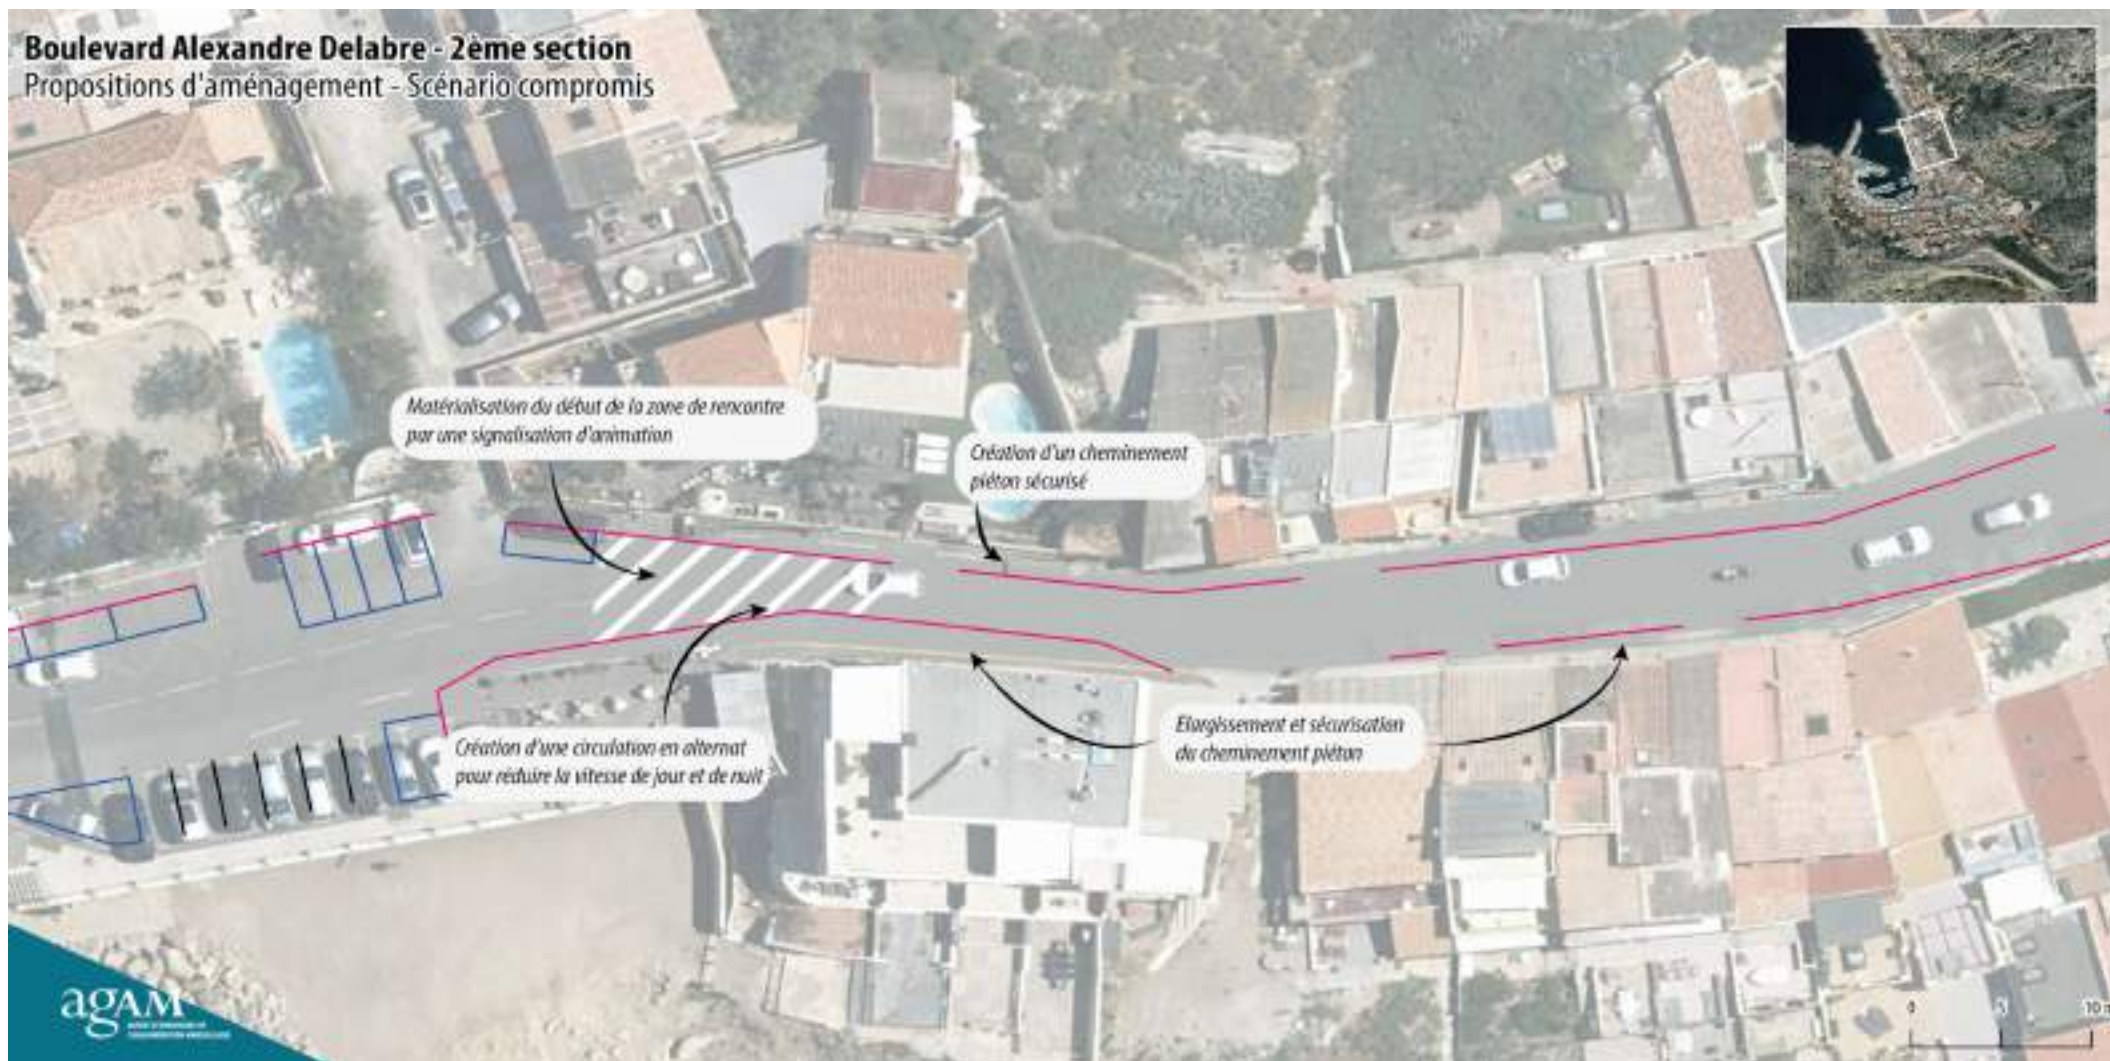 Boulevard Alexandre Delabre - 2ème section
Propositions d'aménagement - Scénario compromis
Matérialisation du début de la zone de rencontre
par une signalisation d'animation
Création d'un cheminement
piéton sécurisé
Création d'une circulation en alternat
pour réduire la vitesse de jour et de nuit
Elargissement et sécurisation
du cheminement piéton
agAM
0 5 10 m